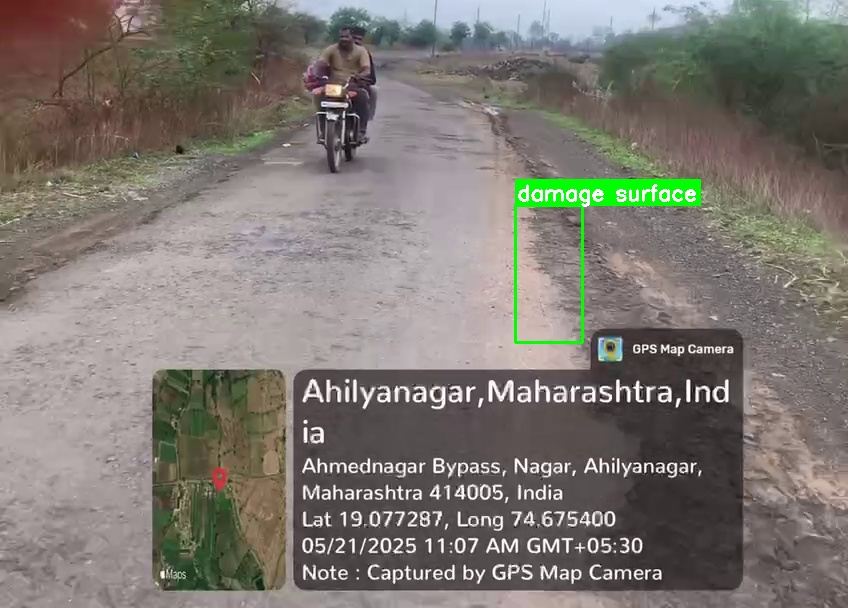 damage surface
GPS Map Camera
Ahilyanagar,Maharashtra,Ind
ia
Ahmednagar Bypass, Nagar, Ahilyanagar,
Maharashtra 414005, India
Lat 19.077287, Long 74.675400
05/21/2025 11:07 AM GMT+05:30
Note : Captured by GPS Map Camera
Maps